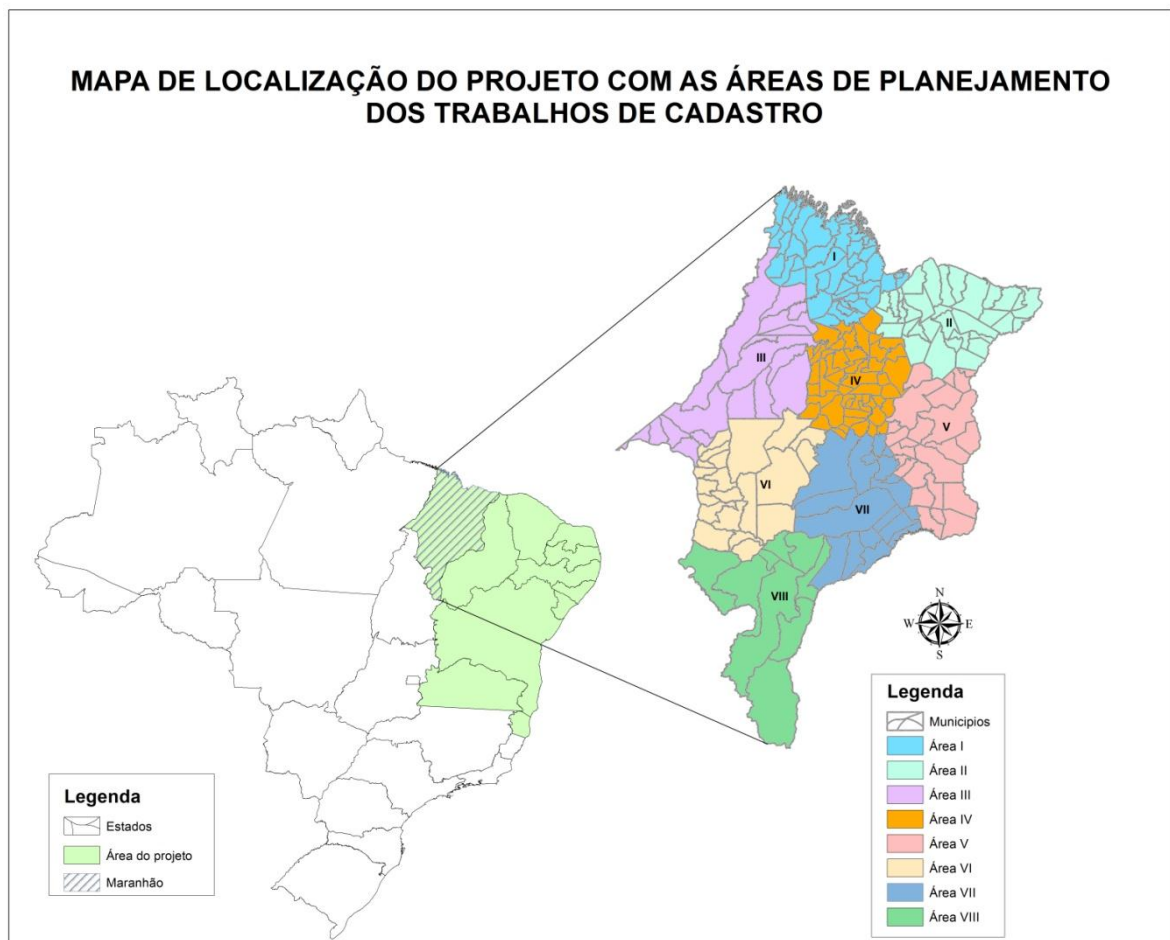 MAPA DE LOCALIZAÇÃO DO PROJETO COM AS ÁREAS DE PLANEJAMENTO
DOS TRABALHOS DE CADASTRO
I
II
III
IV
V
VI
VII
VIII
N
W
E
S
Legenda
Estados
Área do projeto
Maranhão
Legenda
Municipios
Área I
Área II
Área III
Área IV
Área V
Área VI
Área VII
Área VIII